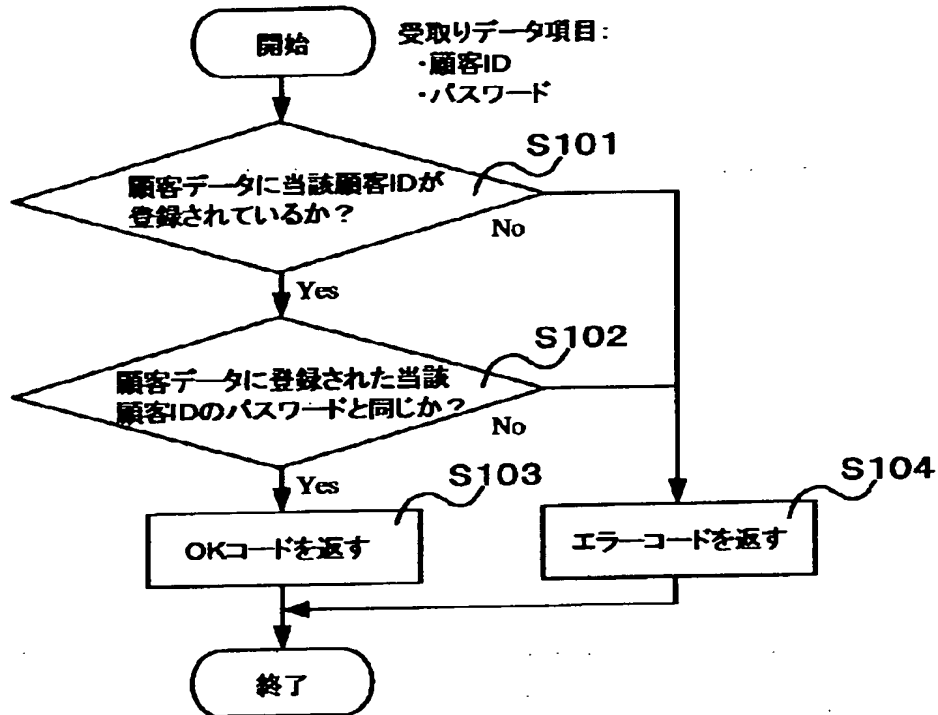 開始
受取りデータ項目:
・顧客ID
・パスワード
S101
顧客データに当該顧客IDが
登録されているか?
No
Yes
S102
顧客データに登録された当該
顧客IDのパスワードと同じか?
No
Yes
S103
S104
OKコードを返す
エラーコードを返す
終了